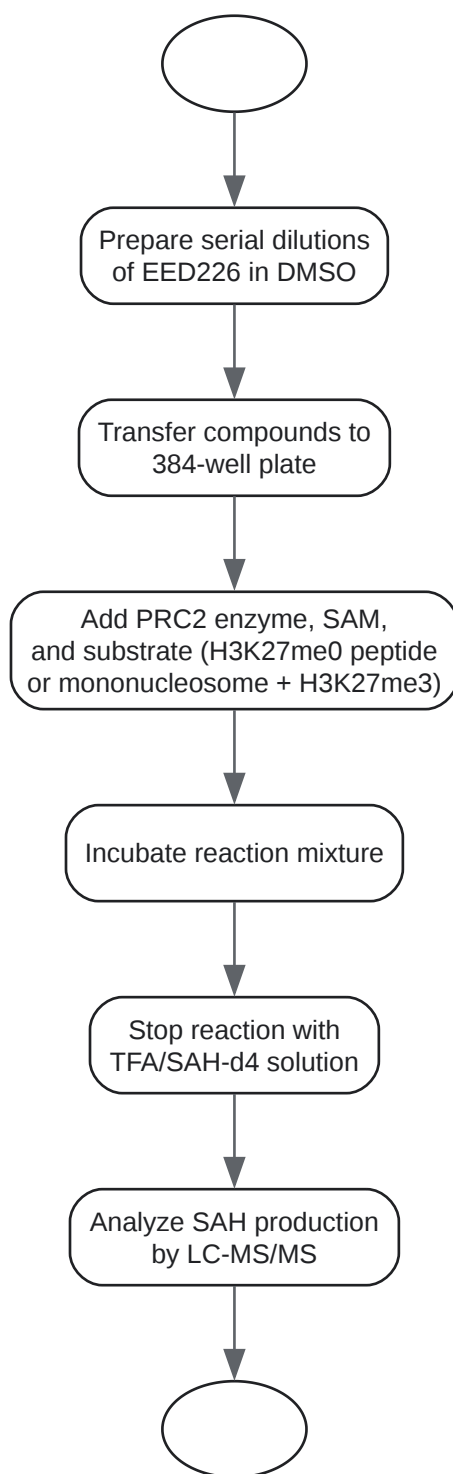 Prepare serial dilutions
of EED226 in DMSO
Transfer compounds to
384-well plate
Add PRC2 enzyme, SAM,
and substrate (H3K27me0 peptide
or mononucleosome + H3K27me3)
Incubate reaction mixture
Stop reaction with
TFA/SAH-d4 solution
Analyze SAH production
by LC-MS/MS